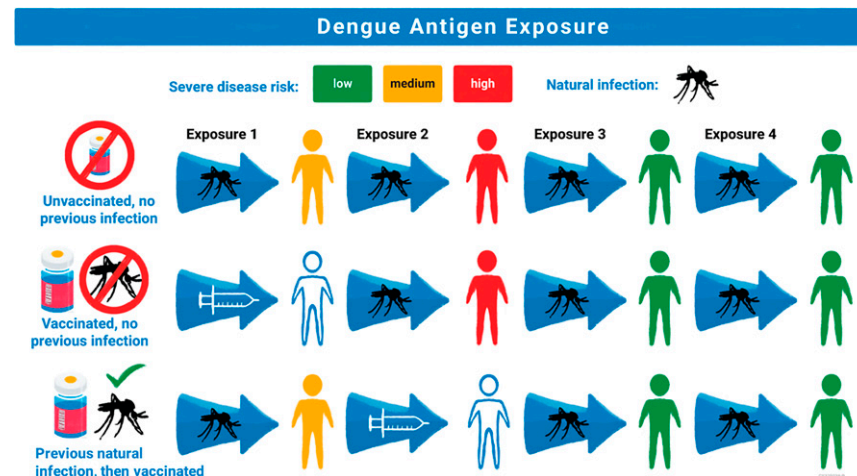 Dengue Antigen Exposure
Severe disease risk:
low
medium
high
Natural infection:
Exposure 1
Exposure 2
Exposure 3
Exposure 4
Unvaccinated, no
previous infection
Vaccinated, no
previous infection
Previous natural
infection, then vaccinated